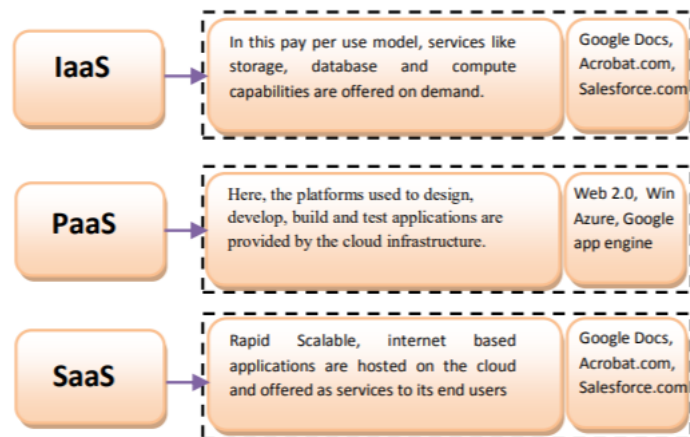 IaaS
In this pay per use model, services like
storage, database and compute
capabilities are offered on demand.
Google Docs,
Acrobat.com,
Salesforce.com
PaaS
Here, the platforms used to design,
develop, build and test applications are
provided by the cloud infrastructure.
Web 2.0, Win
Azure, Google
app engine
SaaS
Rapid Scalable, internet based
applications are hosted on the cloud
and offered as services to its end users
Google Docs,
Acrobat.com,
Salesforce.com